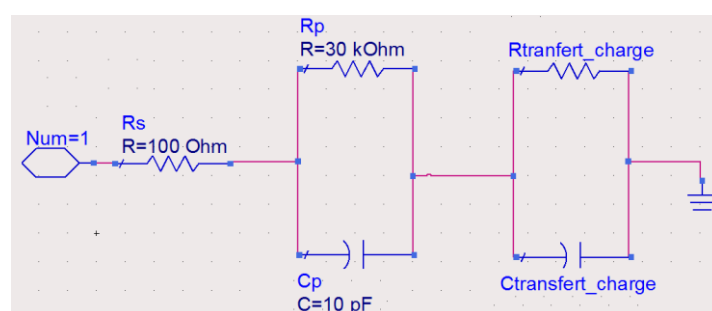 Rp
R=30 kOhm
Rtranfert_charge
Num=1
Rs
R=100 Ohm
Cp
C=10 pF
Ctransfert_charge